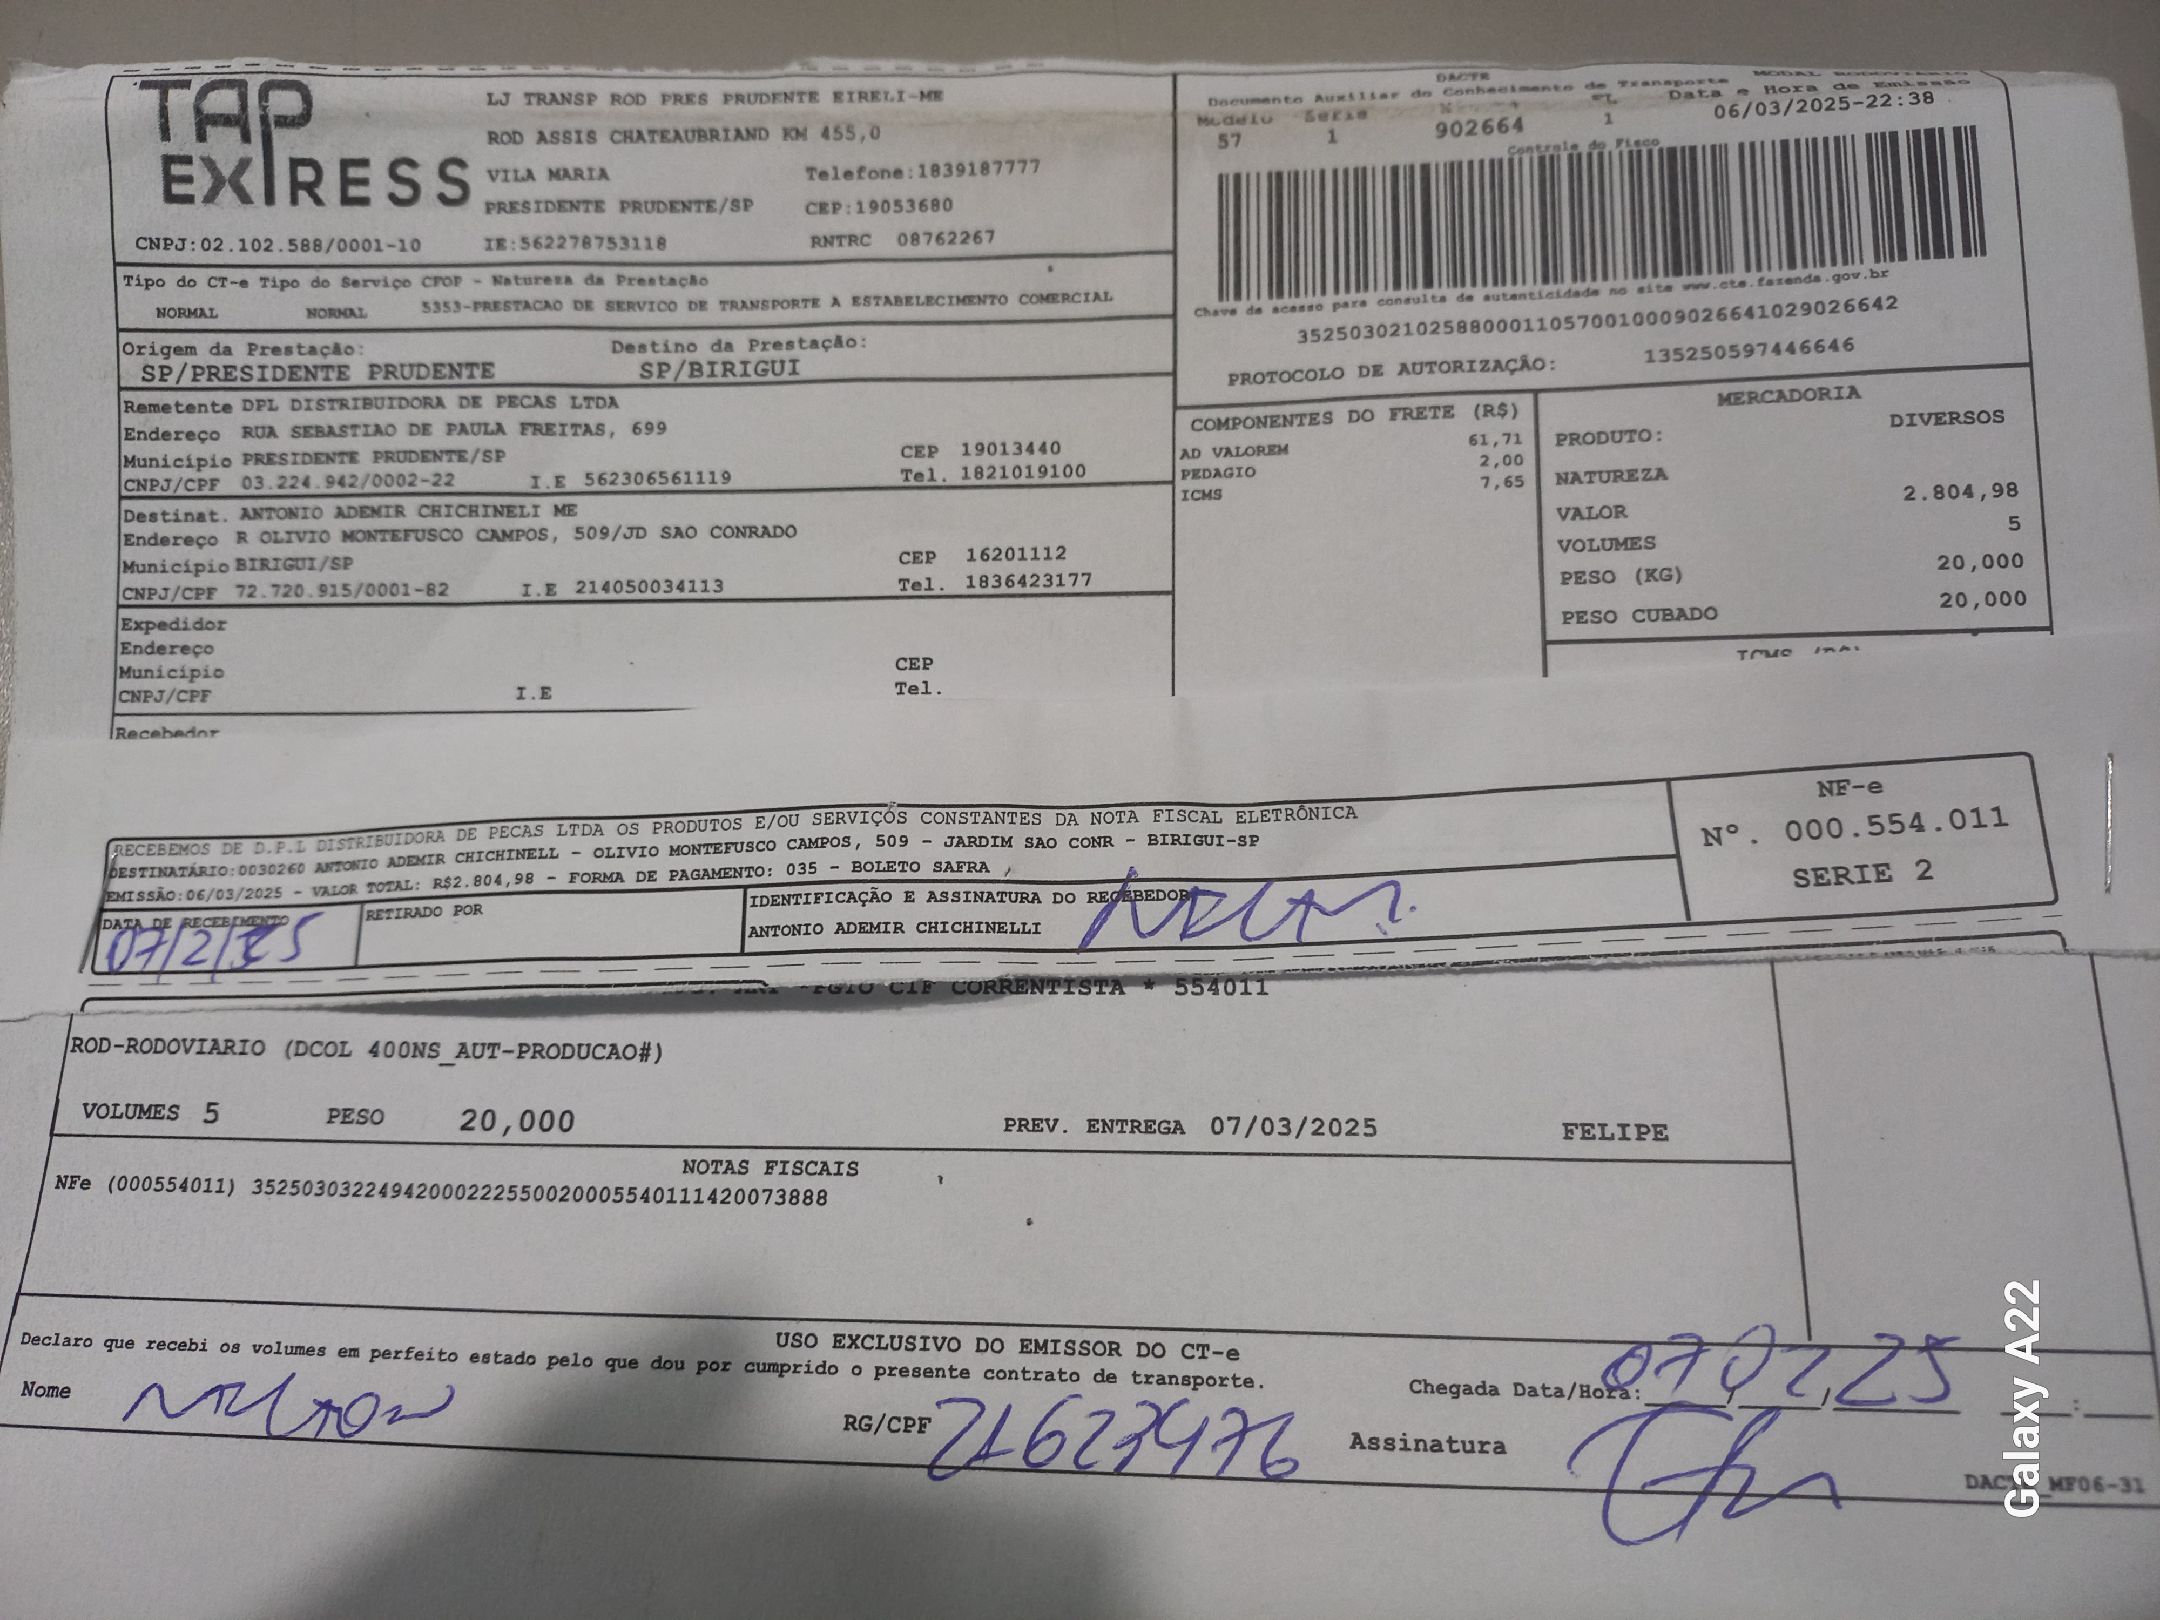 TAP
EXPRESS
LJ TRANSP ROD PRES PRUDENTE EIRELI-ME
ROD ASSIS CHATEAUBRIAND KM 455,0
VILA MARIA Telefone:1839187777
PRESIDENTE PRUDENTE/SP CEP:19053680
CNPJ:02.102.588/0001-10 IE:562278753118 RNTRC 08762267
Tipo do CT-e Tipo do Serviço CFOP - Natureza da Prestação
NORMAL NORMAL 5353-PRESTACAO DE SERVICO DE TRANSPORTE A ESTABELECIMENTO COMERCIAL
Origem da Prestação: Destino da Prestação:
SP/PRESIDENTE PRUDENTE SP/BIRIGUI
Remetente DPL DISTRIBUIDORA DE PECAS LTDA
Endereço RUA SEBASTIAO DE PAULA FREITAS, 699
Município PRESIDENTE PRUDENTE/SP CEP 19013440
CNPJ/CPF 03.224.942/0002-22 I.E 562306561119 Tel. 1821019100
Destinat. ANTONIO ADEMIR CHICHINELI ME
Endereço R OLIVIO MONTEFUSCO CAMPOS, 509/JD SAO CONRADO
Município BIRIGUI/SP CEP 16201112
CNPJ/CPF 72.720.915/0001-82 I.E 214050034113 Tel. 1836423177
Expedidor
Endereço
Município CEP
CNPJ/CPF I.E Tel.
Recebedor
DACTE MODAL RODOVIARIO
Documento Auxiliar do Conhecimento de Transporte Data e Hora de Emissão
Modelo Serie FL 06/03/2025-22:38
57 1 902664 1
Controle do Fisco
Chave de acesso para consulta de autenticidade no site www.cte.fazenda.gov.br
35250302102588000110570010009026641029026642
PROTOCOLO DE AUTORIZAÇÃO: 135250597446646
COMPONENTES DO FRETE (R$)
AD VALOREM 61,71
PEDAGIO 2,00
ICMS 7,65
MERCADORIA
PRODUTO: DIVERSOS
NATUREZA
VALOR 2.804,98
VOLUMES 5
PESO (KG) 20,000
PESO CUBADO 20,000
RECEBEMOS DE D.P.L DISTRIBUIDORA DE PECAS LTDA OS PRODUTOS E/OU SERVIÇOS CONSTANTES DA NOTA FISCAL ELETRÔNICA
DESTINATÁRIO:0030260 ANTONIO ADEMIR CHICHINELL - OLIVIO MONTEFUSCO CAMPOS, 509 - JARDIM SAO CONR - BIRIGUI-SP
EMISSÃO:06/03/2025 - VALOR TOTAL: R$2.804,98 - FORMA DE PAGAMENTO: 035 - BOLETO SAFRA
DATA DE RECEBIMENTO RETIRADO POR IDENTIFICAÇÃO E ASSINATURA DO RECEBEDOR
ANTONIO ADEMIR CHICHINELLI
NF-e
Nº. 000.554.011
SERIE 2
CIF CORRENTISTA * 554011
ROD-RODOVIARIO (DCOL 400NS_AUT-PRODUCAO#)
VOLUMES 5 PESO 20,000 PREV. ENTREGA 07/03/2025 FELIPE
NOTAS FISCAIS
NFe (000554011) 35250303224942000222550020005540111420073888
USO EXCLUSIVO DO EMISSOR DO CT-e
Declaro que recebi os volumes em perfeito estado pelo que dou por cumprido o presente contrato de transporte.
Nome NELTON RG/CPF 21623476 Chegada Data/Hora:
Assinatura
Galaxy A22